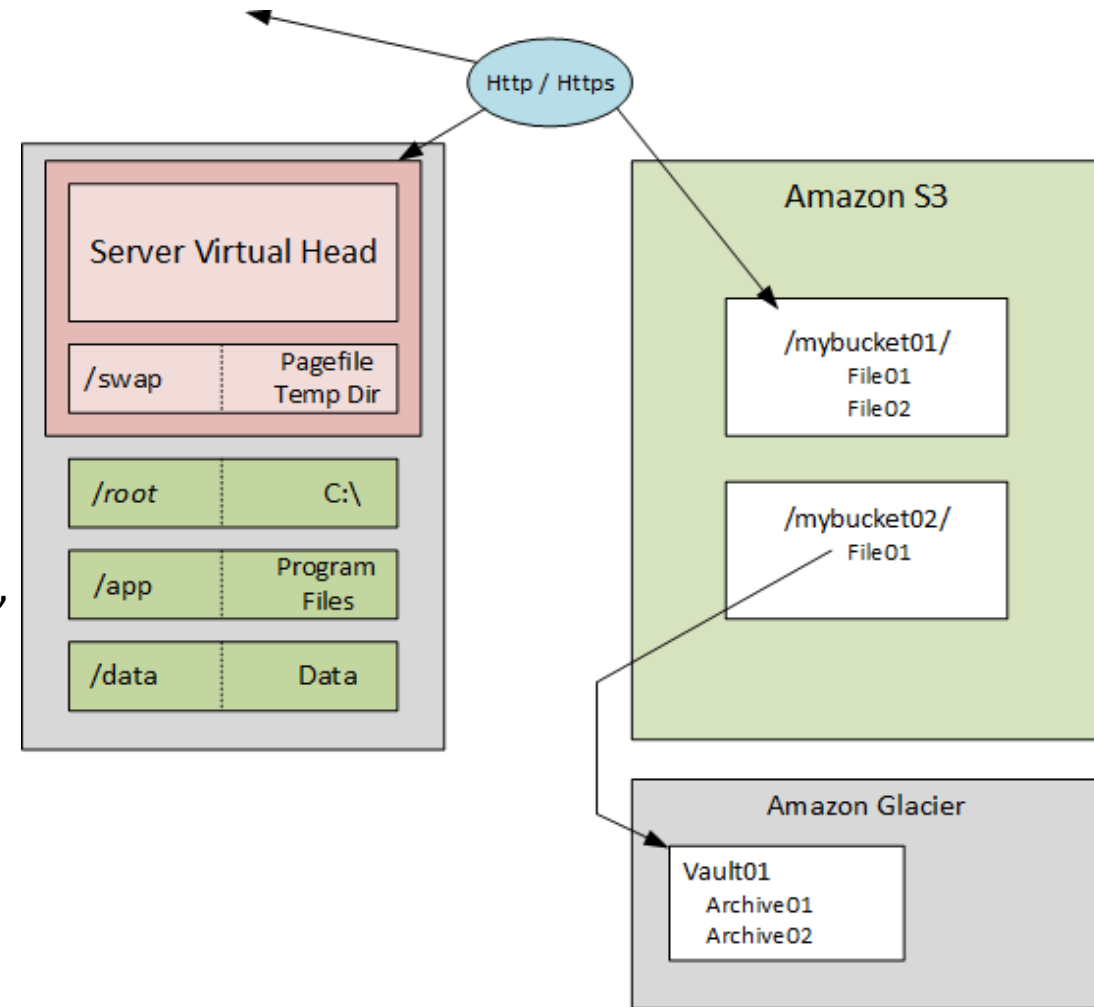 Http / Https
Server Virtual Head
/swap
Pagefile
Temp Dir
/root
C:\
/app
Program
Files
/data
Data
,
Amazon S3
/mybucket01/
File01
File02
/mybucket02/
File01
Amazon Glacier
Vault01
Archive01
Archive02